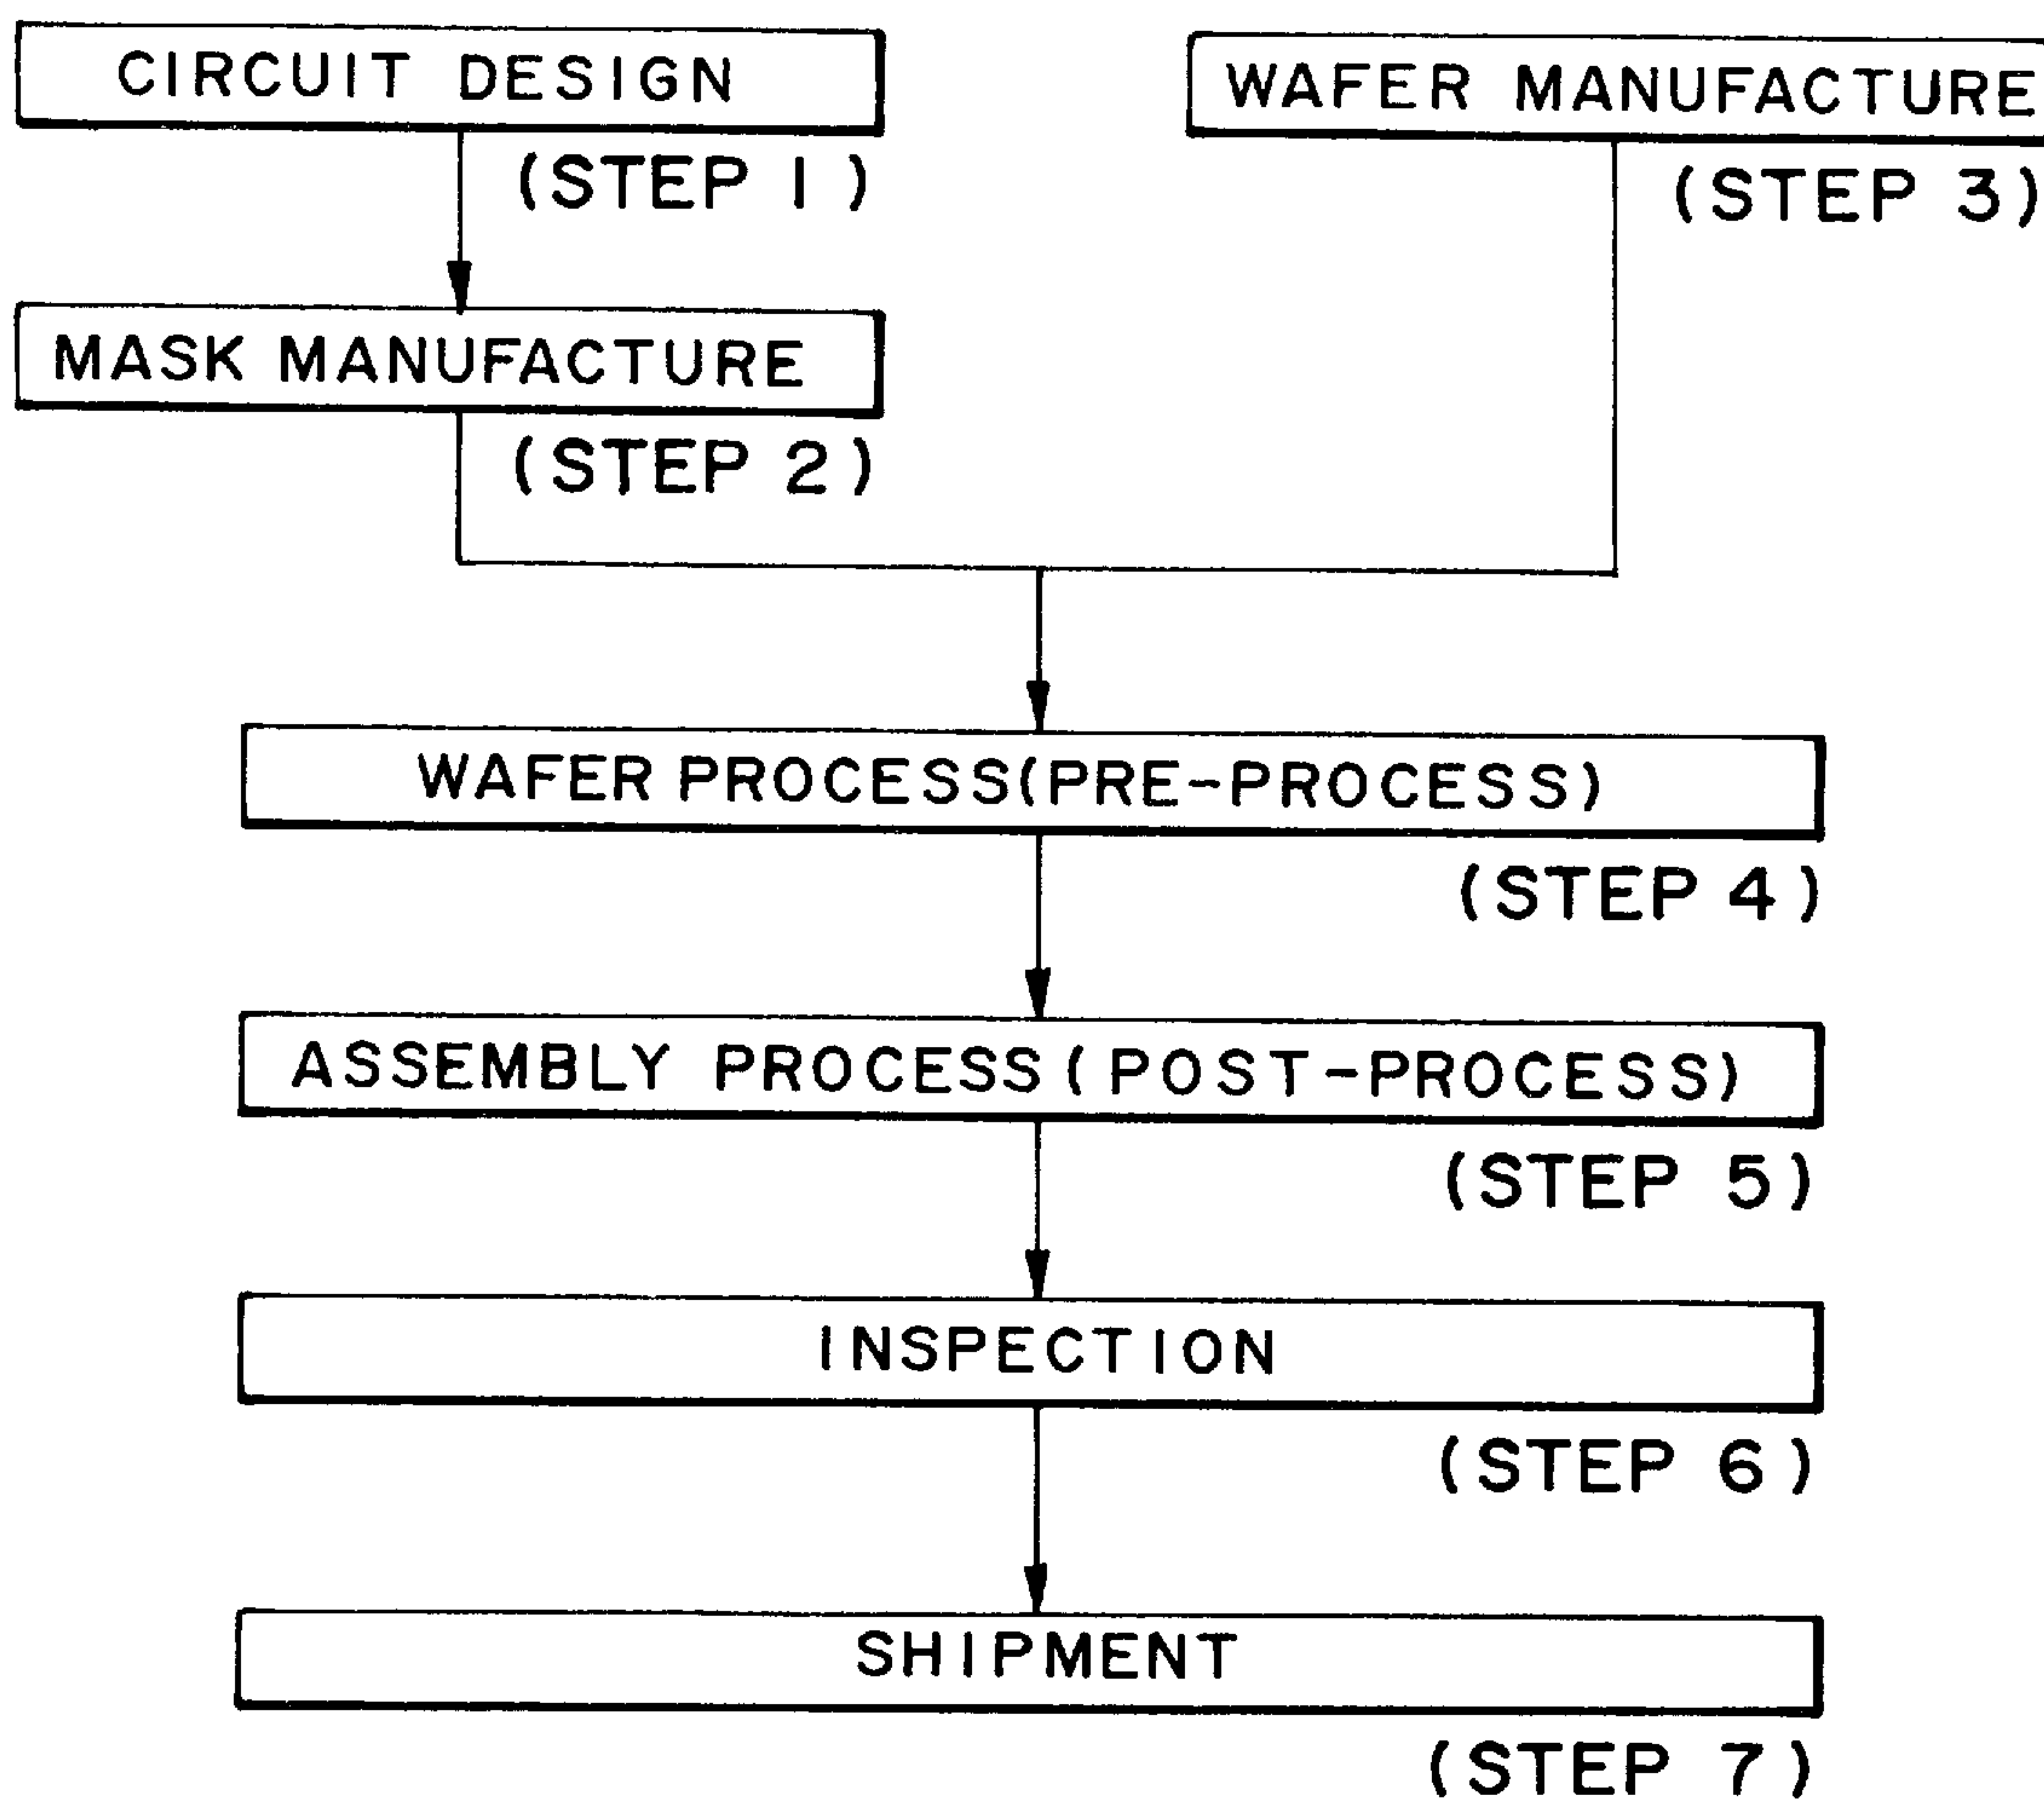 CIRCUIT DESIGN
(STEP 1)
WAFER MANUFACTURE
(STEP 3)
MASK MANUFACTURE
(STEP 2)
WAFER PROCESS(PRE-PROCESS)
(STEP 4)
ASSEMBLY PROCESS(POST-PROCESS)
(STEP 5)
INSPECTION
(STEP 6)
SHIPMENT
(STEP 7)